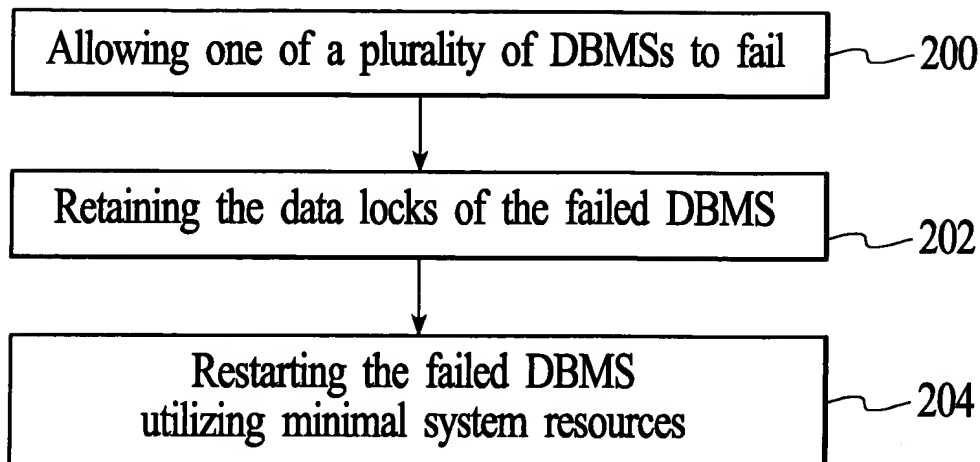 Allowing one of a plurality of DBMSs to fail
200
Retaining the data locks of the failed DBMS
202
Restarting the failed DBMS
utilizing minimal system resources
204